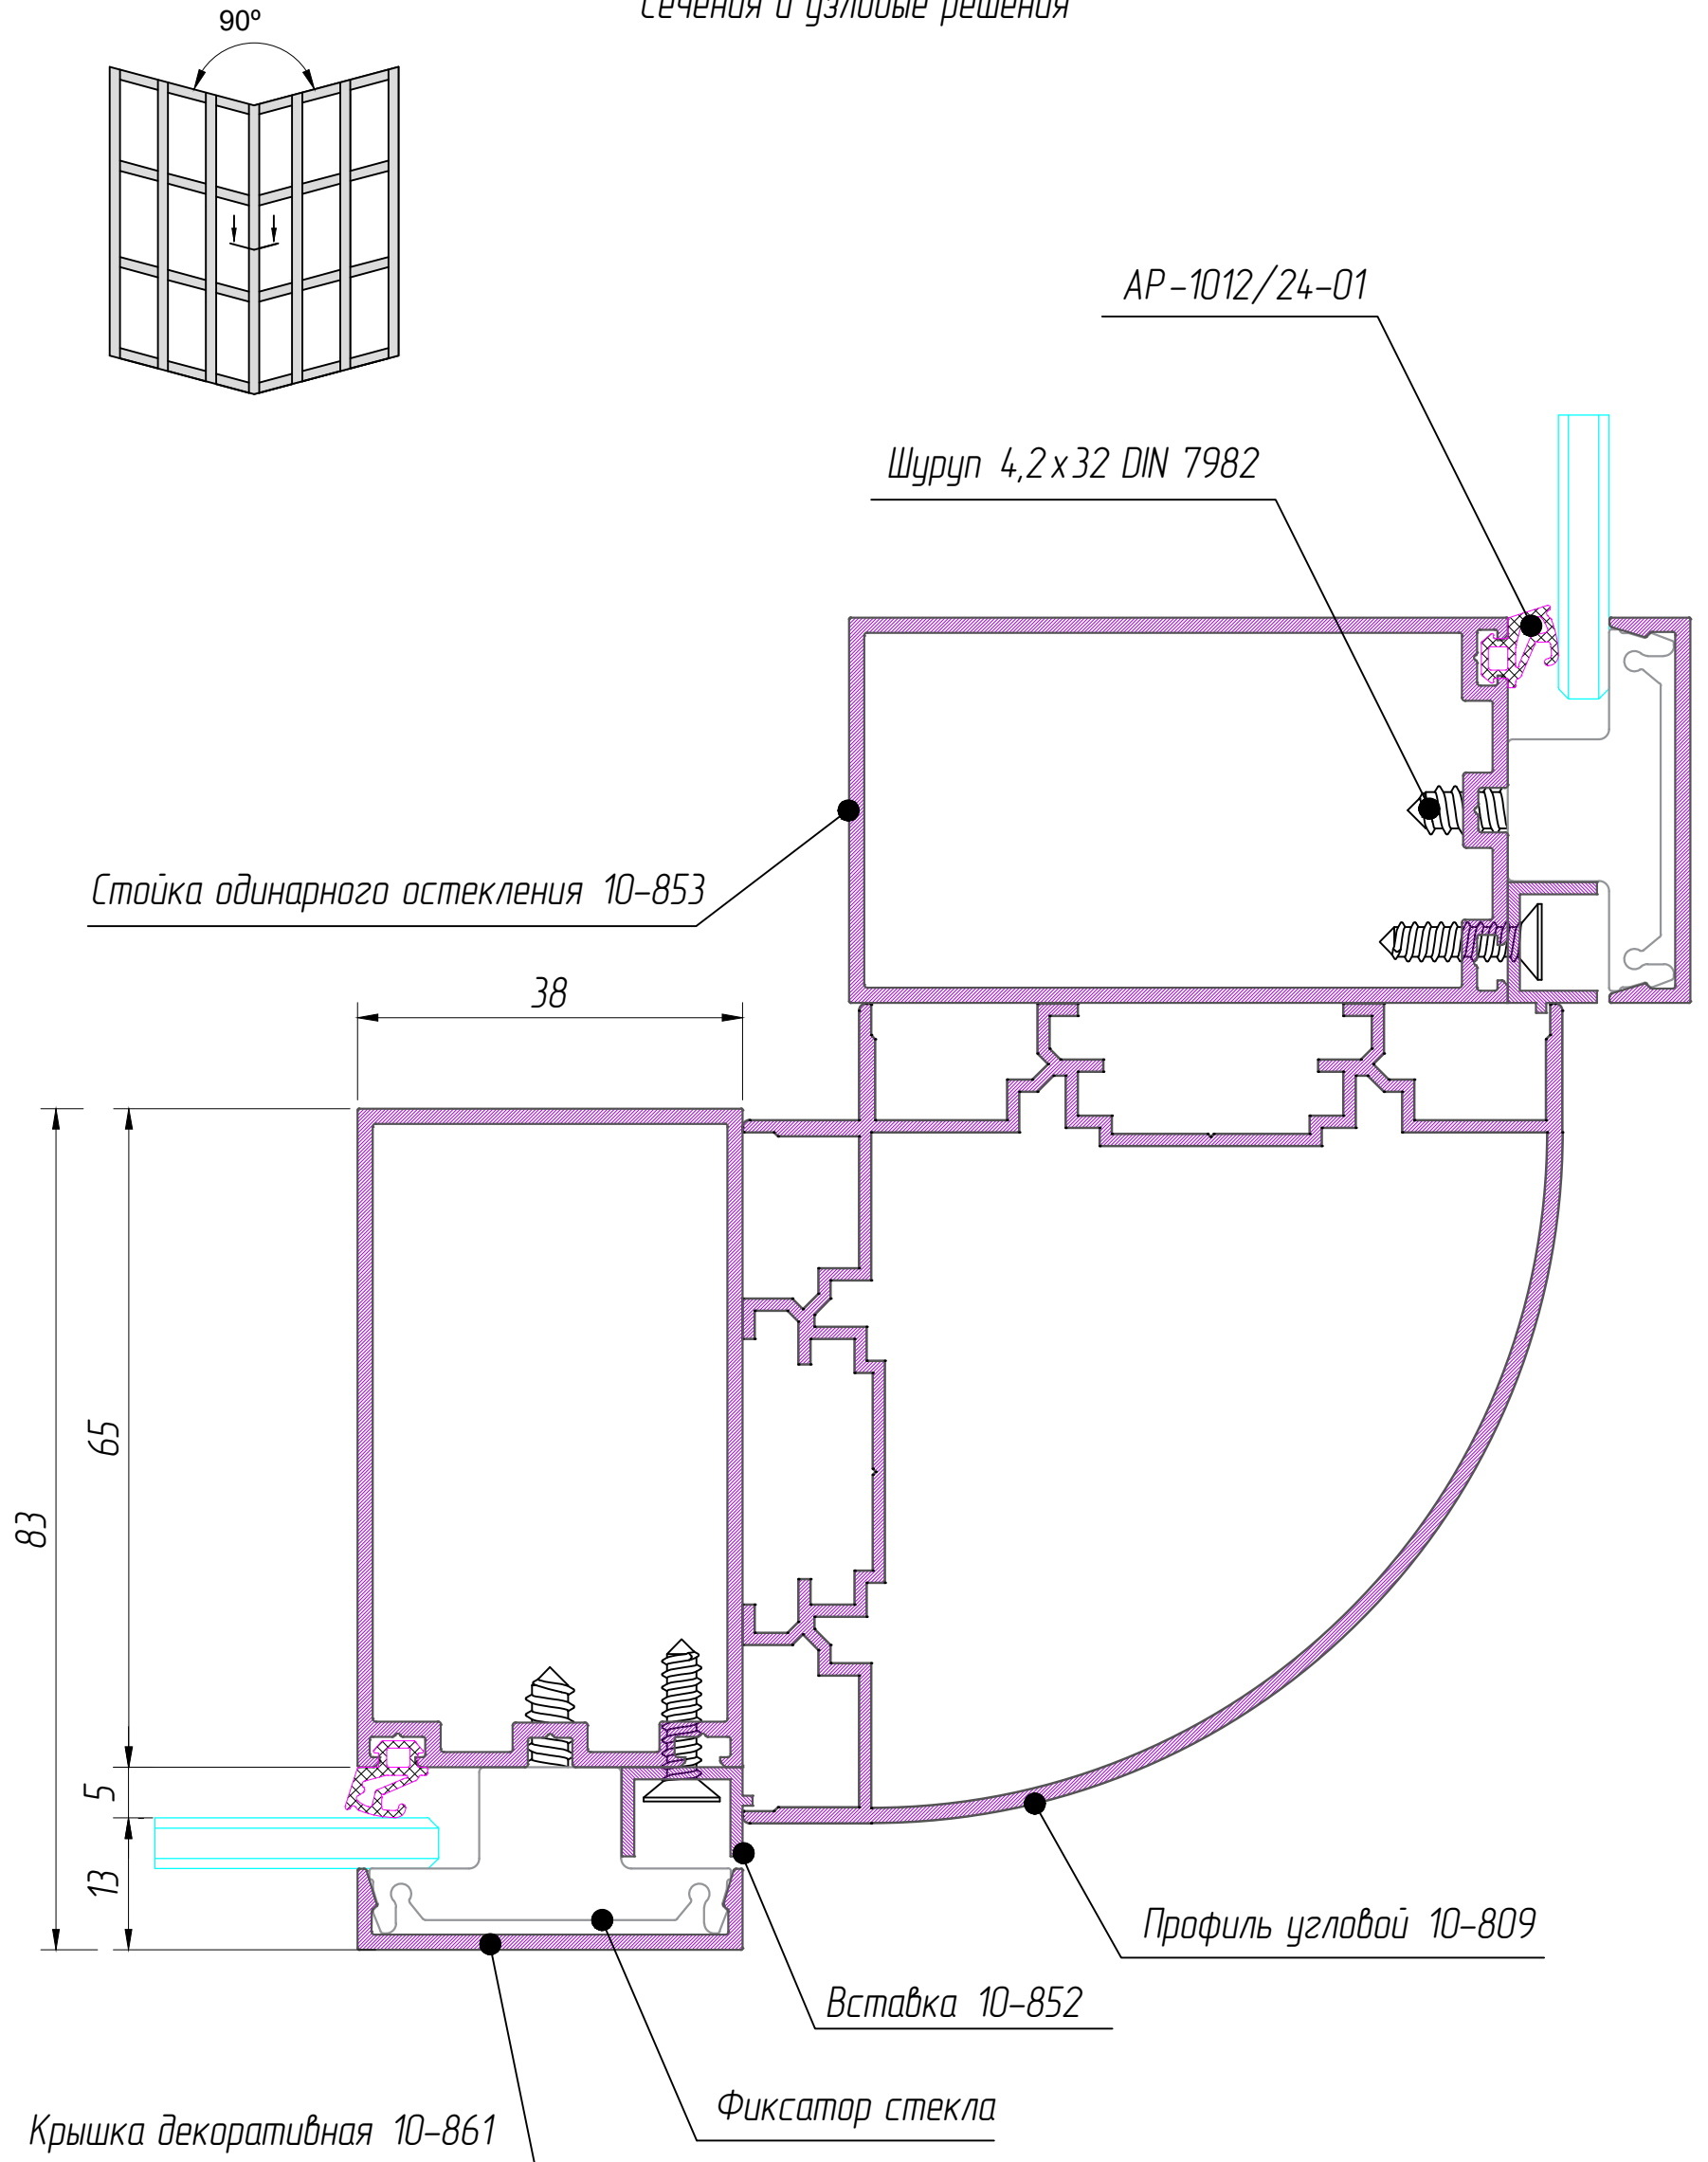 Сечения и узловые решения
90º
АР-1012/24-01
Шуруп 4,2х32 DIN 7982
Стойка одинарного остекления 10-853
38
65
83
5
13
Профиль угловой 10-809
Вставка 10-852
Фиксатор стекла
Крышка декоративная 10-861